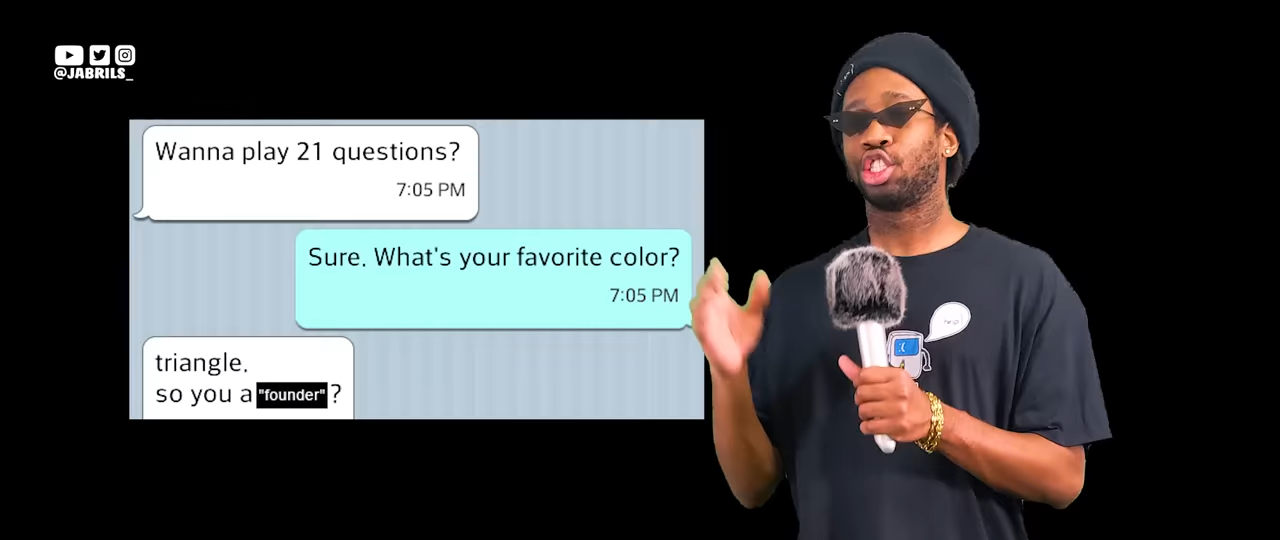 @JABRILS_
Wanna play 21 questions?
7:05 PM
Sure. What's your favorite color?
7:05 PM
triangle.
so you a "founder" ?
help!